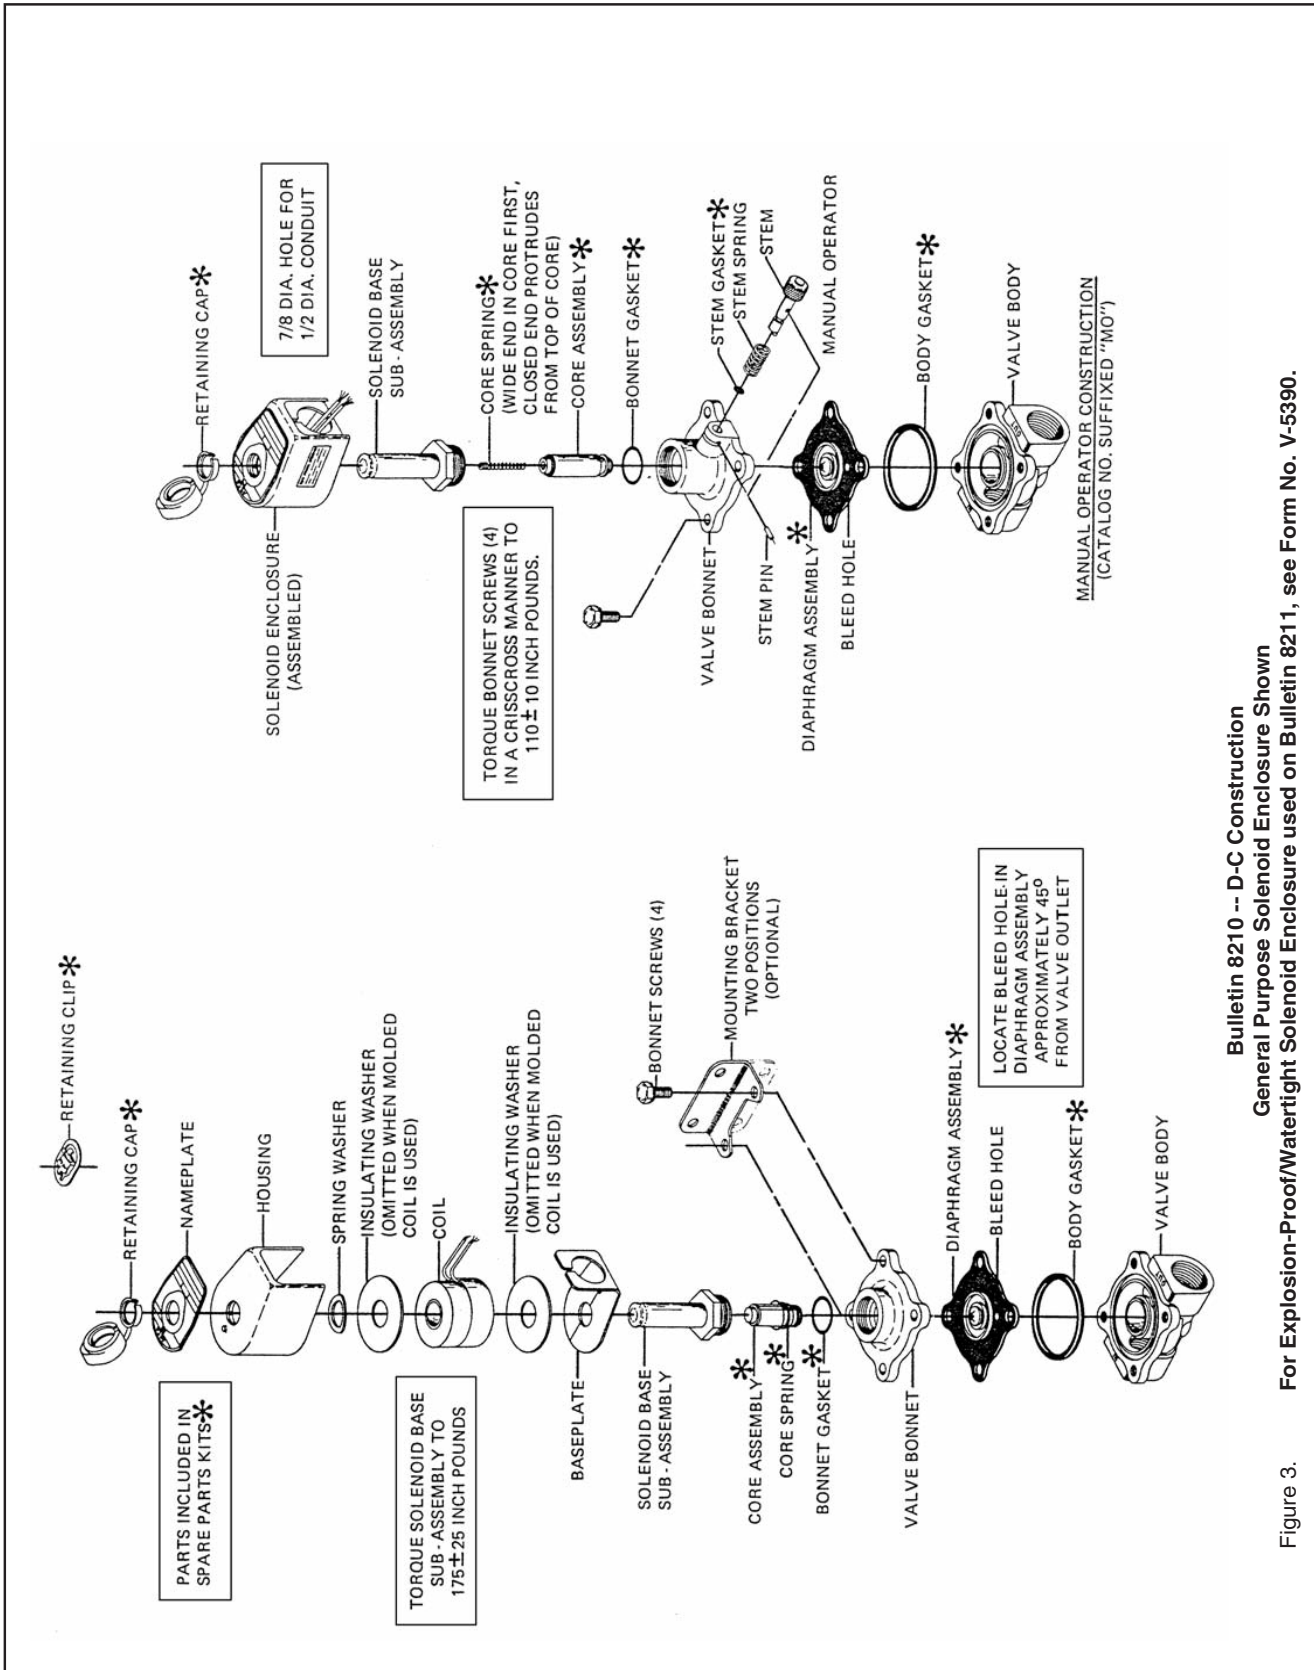 RETAINING CLIP*
RETAINING CAP*
NAMEPLATE
HOUSING
SPRING WASHER
INSULATING WASHER
(OMITTED WHEN MOLDED
COIL IS USED)
COIL
INSULATING WASHER
(OMITTED WHEN MOLDED
COIL IS USED)
BASEPLATE
SOLENOID BASE
SUB - ASSEMBLY
CORE ASSEMBLY*
CORE SPRING*
BONNET GASKET*
VALVE BONNET
BONNET SCREWS (4)
MOUNTING BRACKET
TWO POSITIONS
(OPTIONAL)
DIAPHRAGM ASSEMBLY*
BLEED HOLE
BODY GASKET*
VALVE BODY
PARTS INCLUDED IN
SPARE PARTS KITS*
TORQUE SOLENOID BASE
SUB - ASSEMBLY TO
175±25 INCH POUNDS
LOCATE BLEED HOLE IN
DIAPHRAGM ASSEMBLY
APPROXIMATELY 45º
FROM VALVE OUTLET
RETAINING CAP*
7/8 DIA. HOLE FOR
1/2 DIA. CONDUIT
SOLENOID ENCLOSURE
(ASSEMBLED)
SOLENOID BASE
SUB - ASSEMBLY
CORE SPRING*
(WIDE END IN CORE FIRST,
CLOSED END PROTRUDES
FROM TOP OF CORE)
CORE ASSEMBLY*
BONNET GASKET*
TORQUE BONNET SCREWS (4)
IN A CRISSCROSS MANNER TO
110±10 INCH POUNDS.
STEM GASKET*
STEM SPRING
STEM
MANUAL OPERATOR
VALVE BONNET
STEM PIN
DIAPHRAGM ASSEMBLY*
BLEED HOLE
BODY GASKET*
VALVE BODY
MANUAL OPERATOR CONSTRUCTION
(CATALOG NO. SUFFIXED "MO")
Bulletin 8210 -- D-C Construction
General Purpose Solenoid Enclosure Shown
Figure 3. For Explosion-Proof/Watertight Solenoid Enclosure used on Bulletin 8211, see Form No. V-5390.